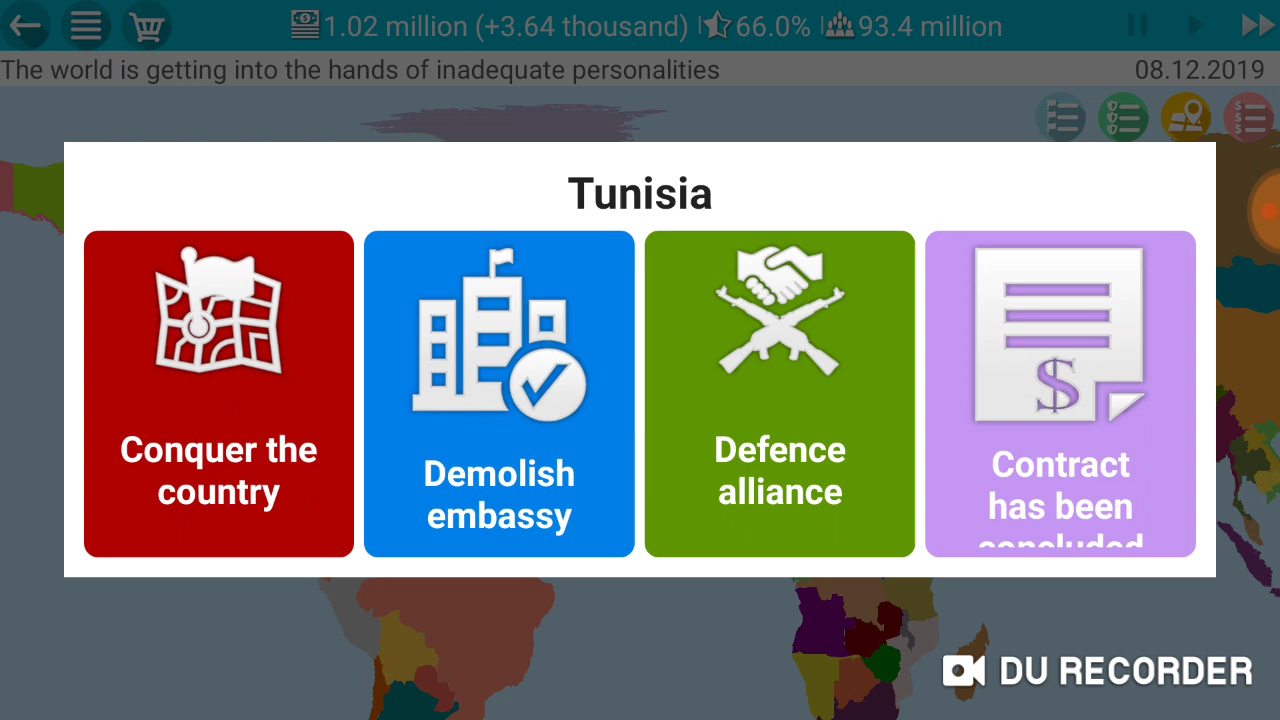 1.02 million (+3.64 thousand) 66.0% 93.4 million
The world is getting into the hands of inadequate personalities 08.12.2019
Tunisia
Conquer the
country
Demolish
embassy
Defence
alliance
Contract
has been
concluded
DU RECORDER